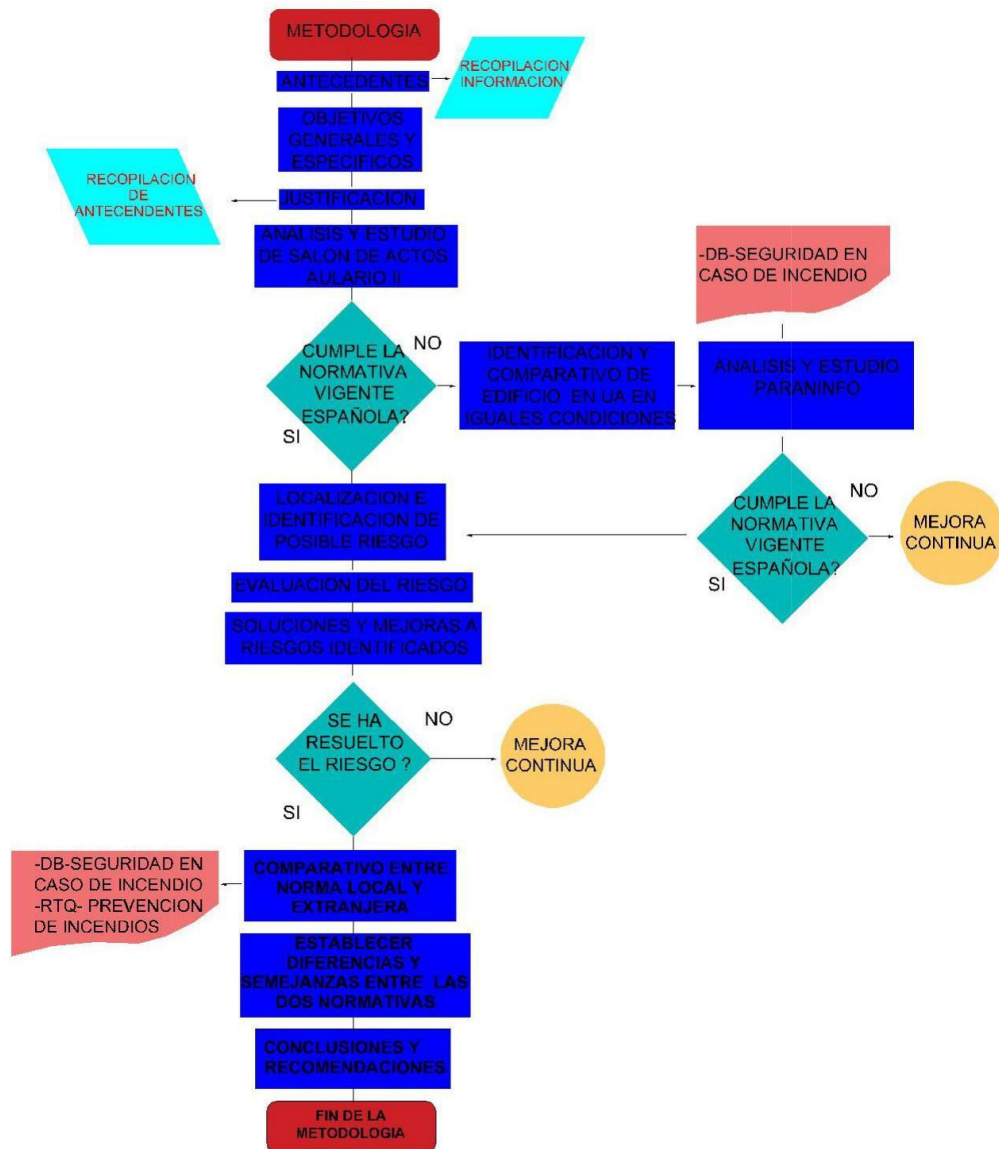 METODOLOGIA
ANTECEDENTES
RECOPILACION
INFORMACION
OBJETIVOS
GENERALES Y
ESPECIFICOS
JUSTIFICACION
RECOPILACION
DE
ANTECENDENTES
ANALISIS Y ESTUDIO
DE SALON DE ACTOS
AULARIO II
CUMPLE LA
NORMATIVA
VIGENTE
ESPAÑOLA?
NO
SI
IDENTIFICACION Y
COMPARATIVO DE
EDIFICIO EN UA EN
IGUALES CONDICIONES
-DB-SEGURIDAD EN
CASO DE INCENDIO
ANALISIS Y ESTUDIO
PARANINFO
CUMPLE LA
NORMATIVA
VIGENTE
ESPAÑOLA?
NO
SI
MEJORA
CONTINUA
LOCALIZACION E
IDENTIFICACION DE
POSIBLE RIESGO
EVALUACION DEL RIESGO
SOLUCIONES Y MEJORAS A
RIESGOS IDENTIFICADOS
SE HA
RESUELTO
EL RIESGO ?
NO
SI
MEJORA
CONTINUA
COMPARATIVO ENTRE
NORMA LOCAL Y
EXTRANJERA
-DB-SEGURIDAD EN
CASO DE INCENDIO
-RTQ- PREVENCION
DE INCENDIOS
ESTABLECER
DIFERENCIAS Y
SEMEJANZAS ENTRE LAS
DOS NORMATIVAS
CONCLUSIONES Y
RECOMENDACIONES
FIN DE LA
METODOLOGIA